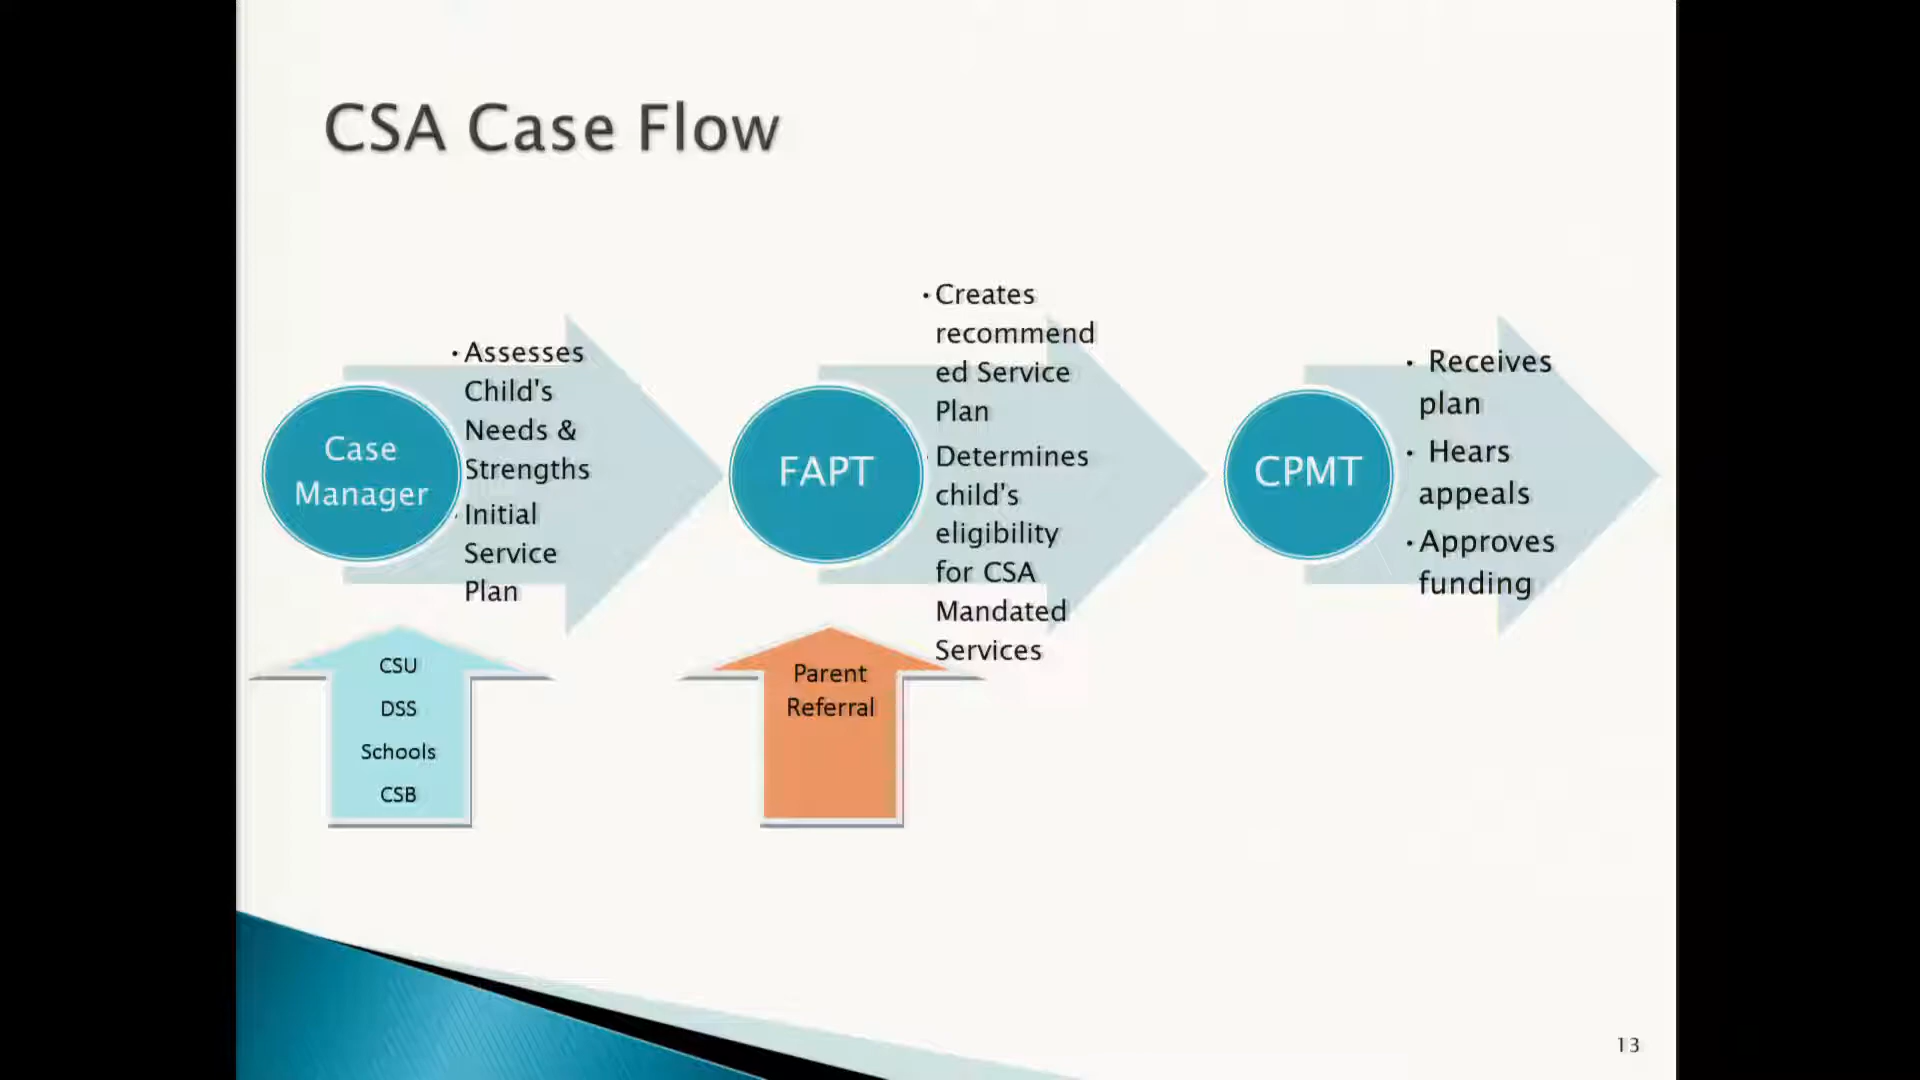 CSA Case Flow
Case
Manager
• Assesses
Child's
Needs &
Strengths
• Initial
Service
Plan
CSU
DSS
Schools
CSB
FAPT
• Creates
recommend
ed Service
Plan
• Determines
child's
eligibility
for CSA
Mandated
Services
Parent
Referral
CPMT
• Receives
plan
• Hears
appeals
• Approves
funding
13